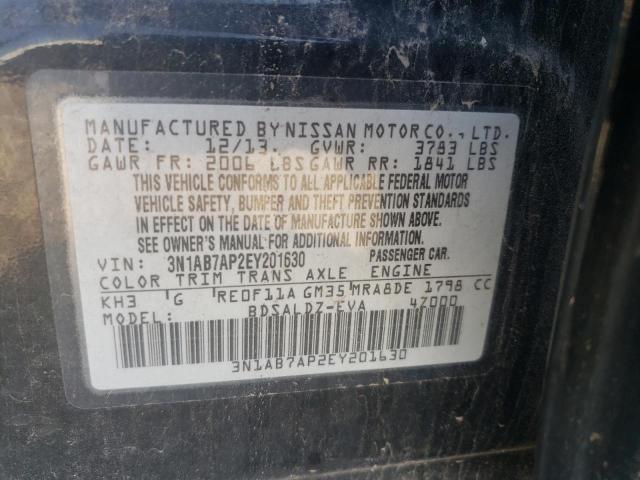 MANUFACTURED BY NISSAN MOTOR CO., LTD.
DATE: 12/13. GVWR: 3783 LBS
GAWR FR: 2006 LBS GAWR RR: 1841 LBS
THIS VEHICLE CONFORMS TO ALL APPLICABLE FEDERAL MOTOR
VEHICLE SAFETY, BUMPER AND THEFT PREVENTION STANDARDS
IN EFFECT ON THE DATE OF MANUFACTURE SHOWN ABOVE.
SEE OWNER'S MANUAL FOR ADDITIONAL INFORMATION.
VIN: 3N1AB7AP2EY201630 PASSENGER CAR.
COLOR TRIM TRANS AXLE ENGINE
KH3 G RE0F11A GM35 MRA8DE 1798 CC
MODEL: BDSALDZ-EVA 4Z000
3N1AB7AP2EY201630